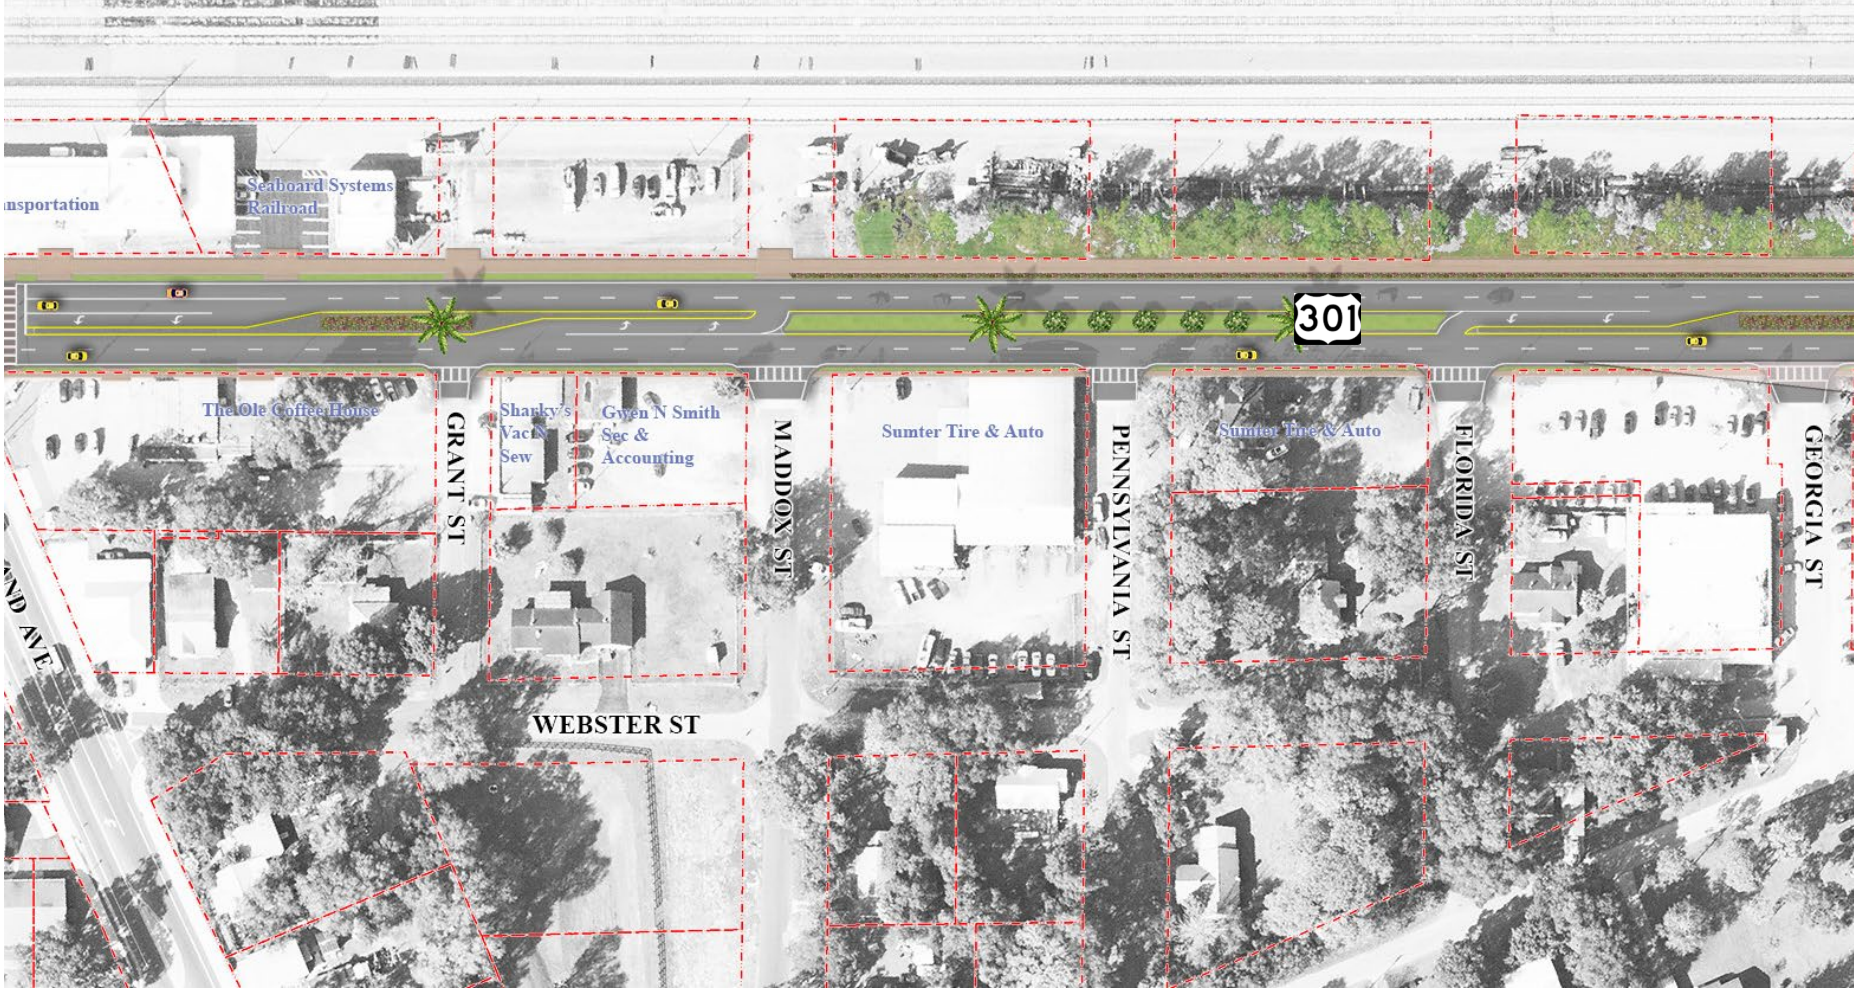 Seaboard Systems
Railroad
nsportation
301
The Ole Coffee House
Sharky's
Vac N
Sew
Gwen N Smith
Sec &
Accounting
Sumter Tire & Auto
Sumter Tire & Auto
GRANT ST
MADDOX ST
PENNSYLVANIA ST
FLORIDA ST
GEORGIA ST
ND AVE
WEBSTER ST